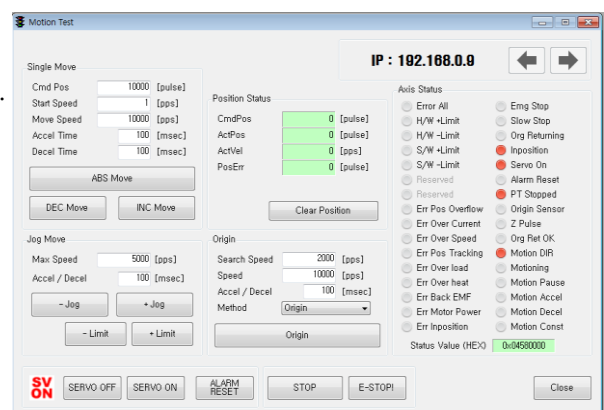 Motion Test
IP : 192.168.0.9
Single Move
Cmd Pos 10000 [pulse]
Start Speed 1 [pps]
Move Speed 10000 [pps]
Accel Time 100 [msec]
Decel Time 100 [msec]
ABS Move
DEC Move INC Move
Position Status
CmdPos 0 [pulse]
ActPos 0 [pulse]
ActVel 0 [pps]
PosErr 0 [pulse]
Clear Position
Jog Move
Max Speed 5000 [pps]
Accel / Decel 100 [msec]
- Jog + Jog
- Limit + Limit
Origin
Search Speed 2000 [pps]
Speed 10000 [pps]
Accel / Decel 100 [msec]
Method Origin
Origin
Axis Status
Error All Emg Stop
H/W +Limit Slow Stop
H/W -Limit Org Returning
S/W +Limit Inposition
S/W -Limit Servo On
Reserved Alarm Reset
Reserved PT Stopped
Err Pos Overflow Origin Sensor
Err Over Current Z Pulse
Err Over Speed Org Ret OK
Err Pos Tracking Motion DIR
Err Over load Motioning
Err Over heat Motion Pause
Err Back EMF Motion Accel
Err Motor Power Motion Decel
Err Inposition Motion Const
Status Value (HEX) 0x04580000
SV
ON
SERVO OFF SERVO ON
ALARM
RESET
STOP E-STOP!
Close